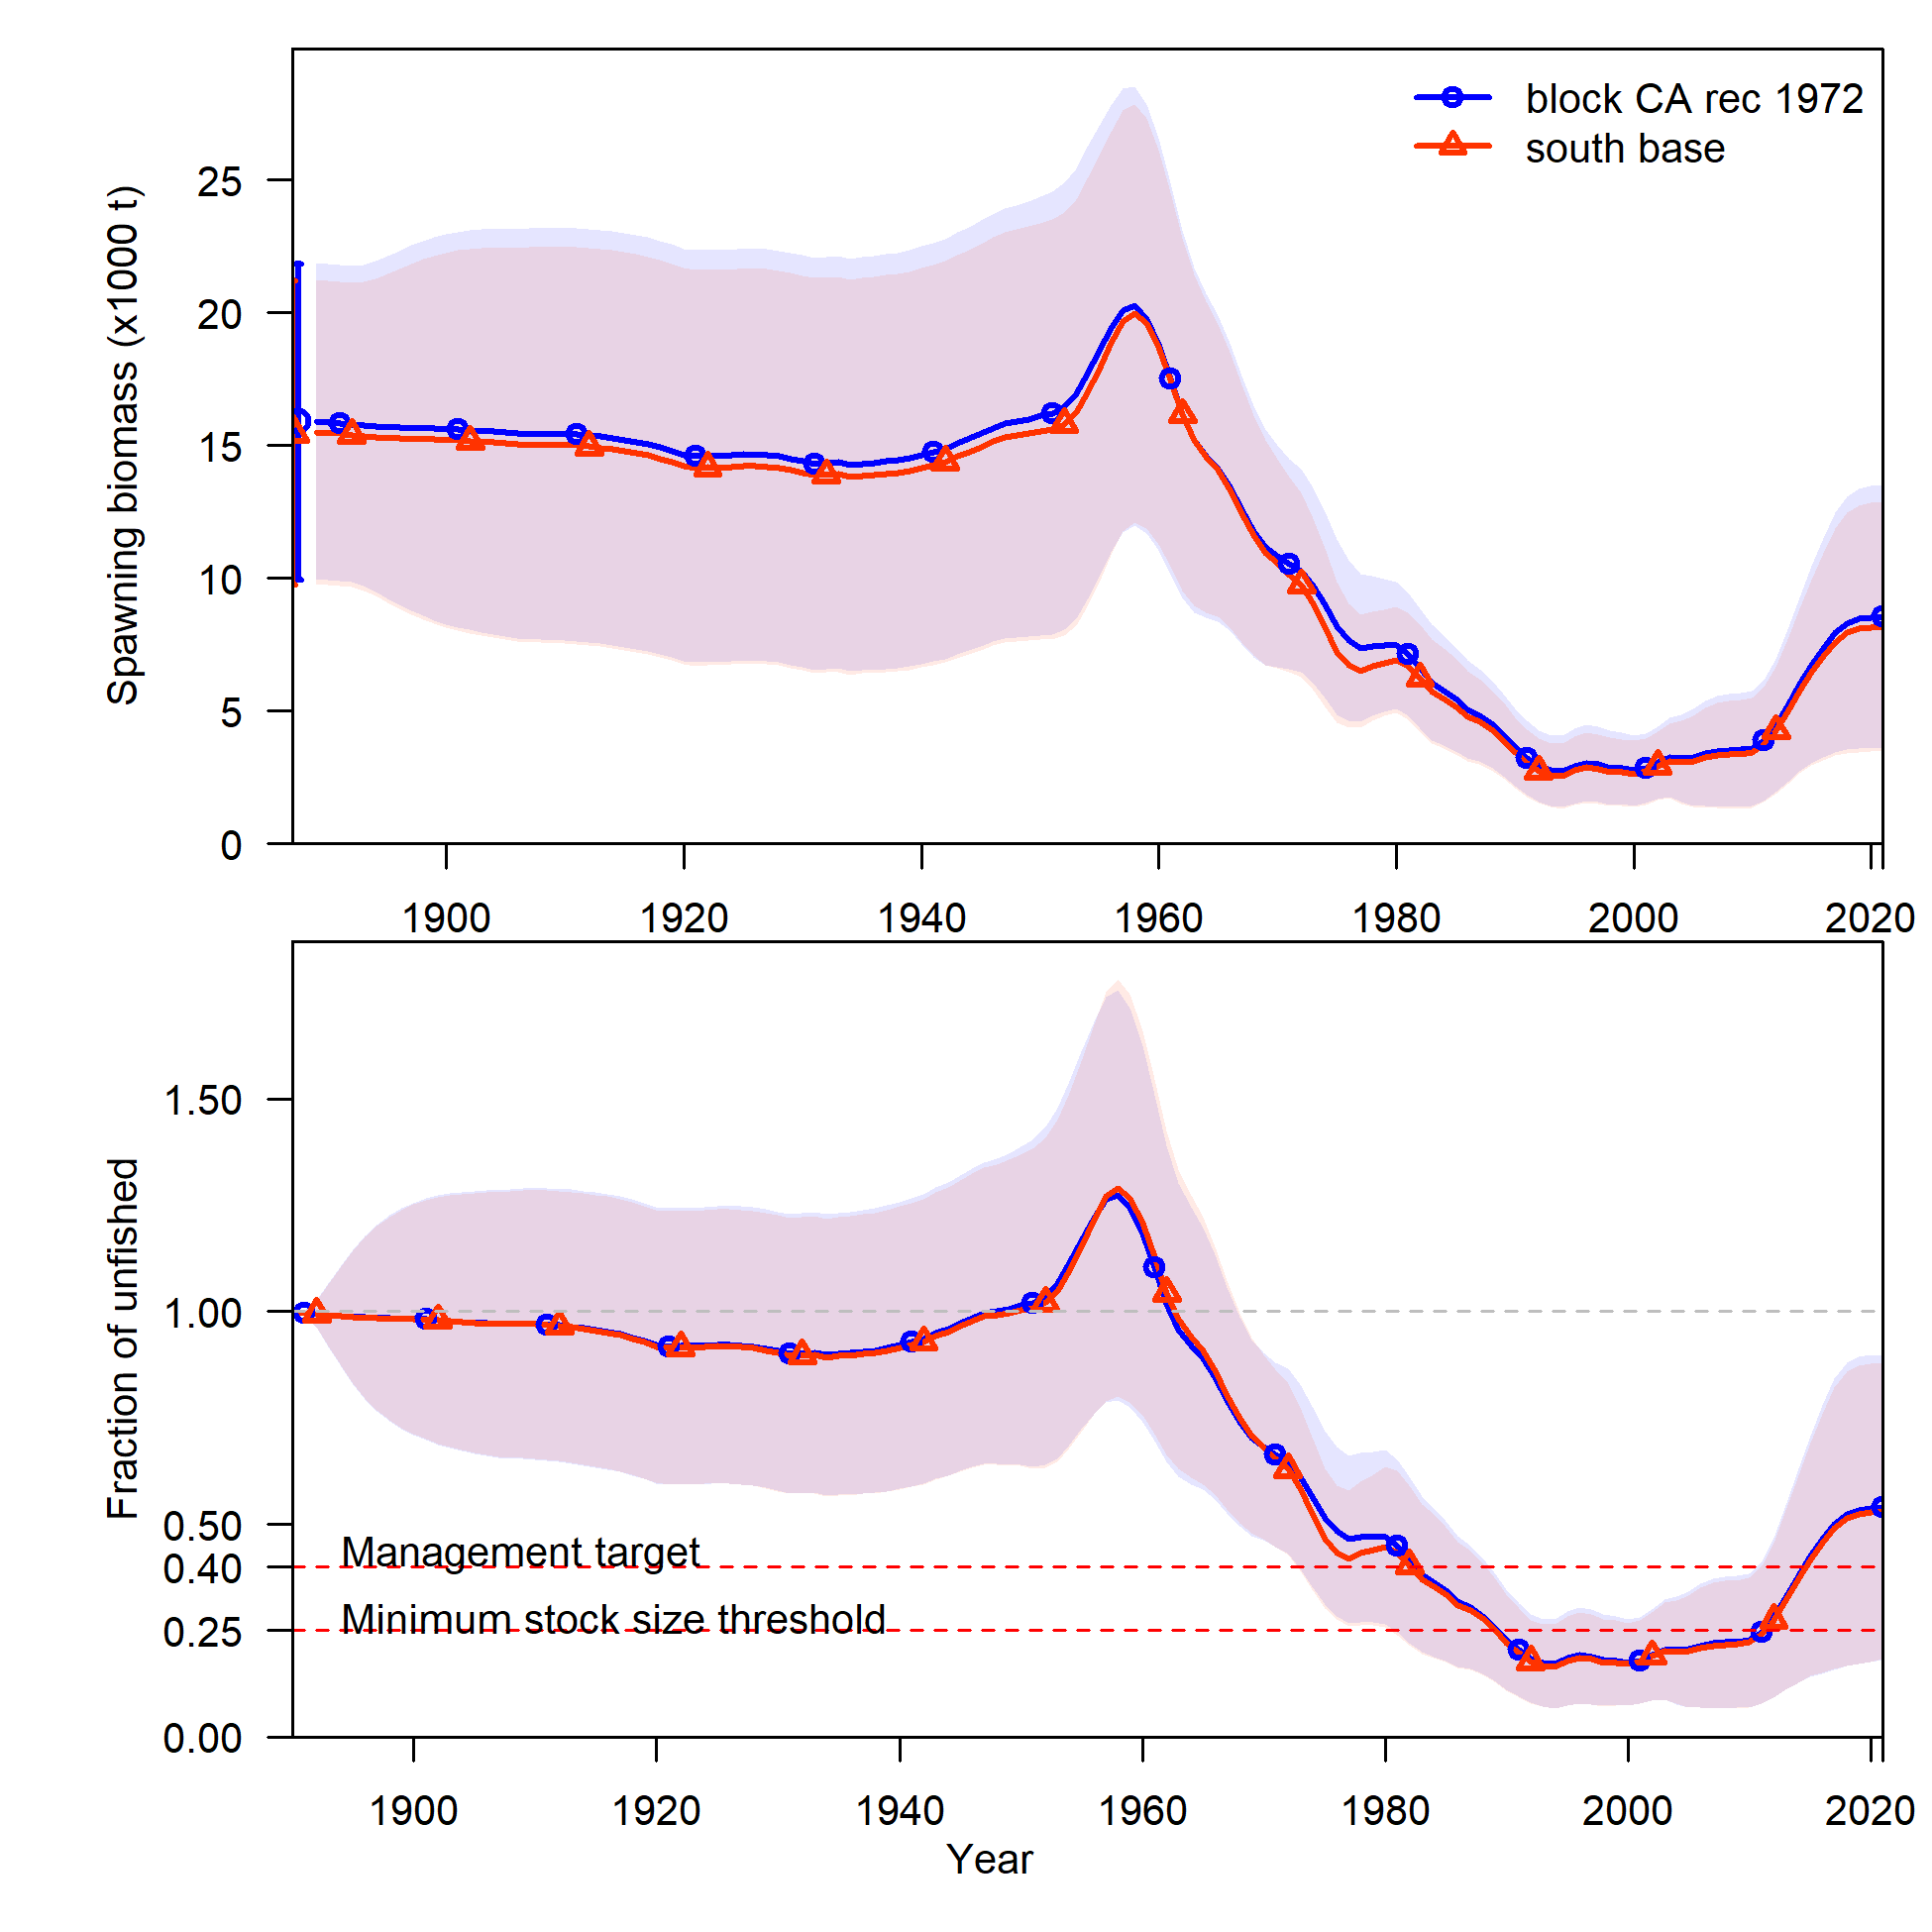 block CA rec 1972
south base
Spawning biomass (x1000 t)
25
20
15
10
5
0
1900 1920 1940 1960 1980 2000 2020
Fraction of unfished
1.50
1.00
0.50
Management target
0.40
Minimum stock size threshold
0.25
0.00
1900 1920 1940 1960 1980 2000 2020
Year